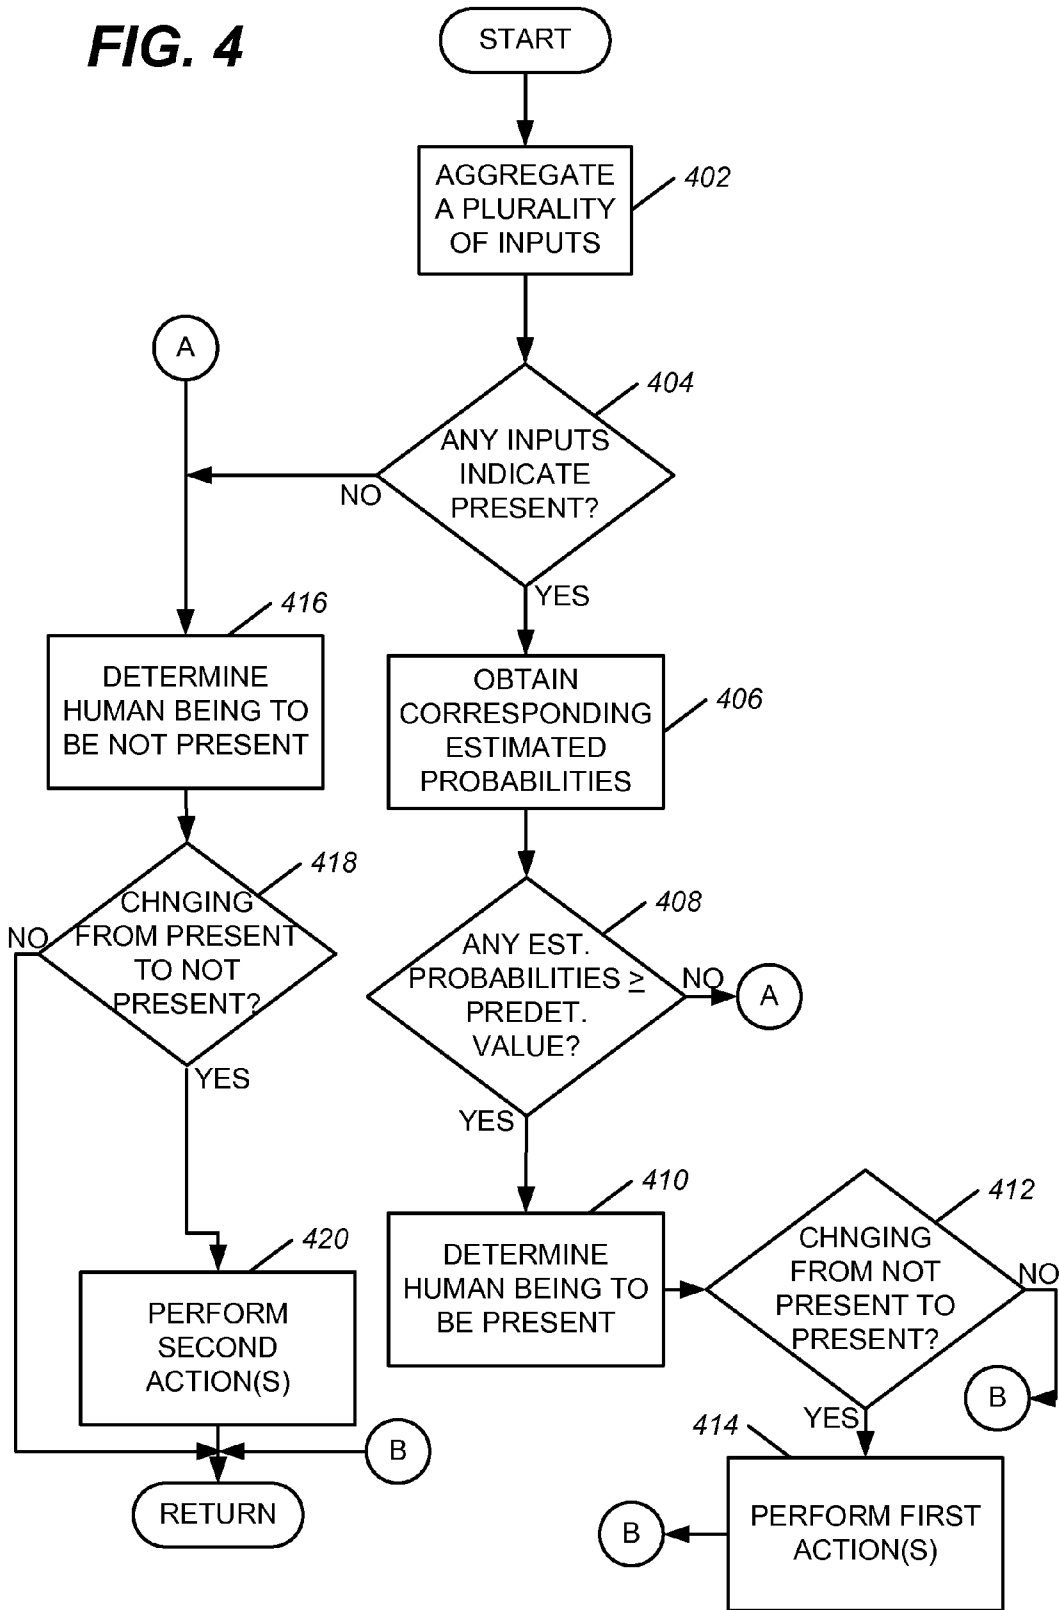 FIG. 4
START
AGGREGATE
A PLURALITY
OF INPUTS
402
A
404
ANY INPUTS
INDICATE
PRESENT?
NO
YES
416
DETERMINE
HUMAN BEING TO
BE NOT PRESENT
OBTAIN
CORRESPONDING
ESTIMATED
PROBABILITIES
406
418
CHNGING
FROM PRESENT
TO NOT
PRESENT?
NO
YES
408
ANY EST.
PROBABILITIES ≥
PREDET.
VALUE?
NO
A
YES
410
DETERMINE
HUMAN BEING TO
BE PRESENT
412
CHNGING
FROM NOT
PRESENT TO
PRESENT?
NO
B
YES
420
PERFORM
SECOND
ACTION(S)
B
RETURN
414
PERFORM FIRST
ACTION(S)
B